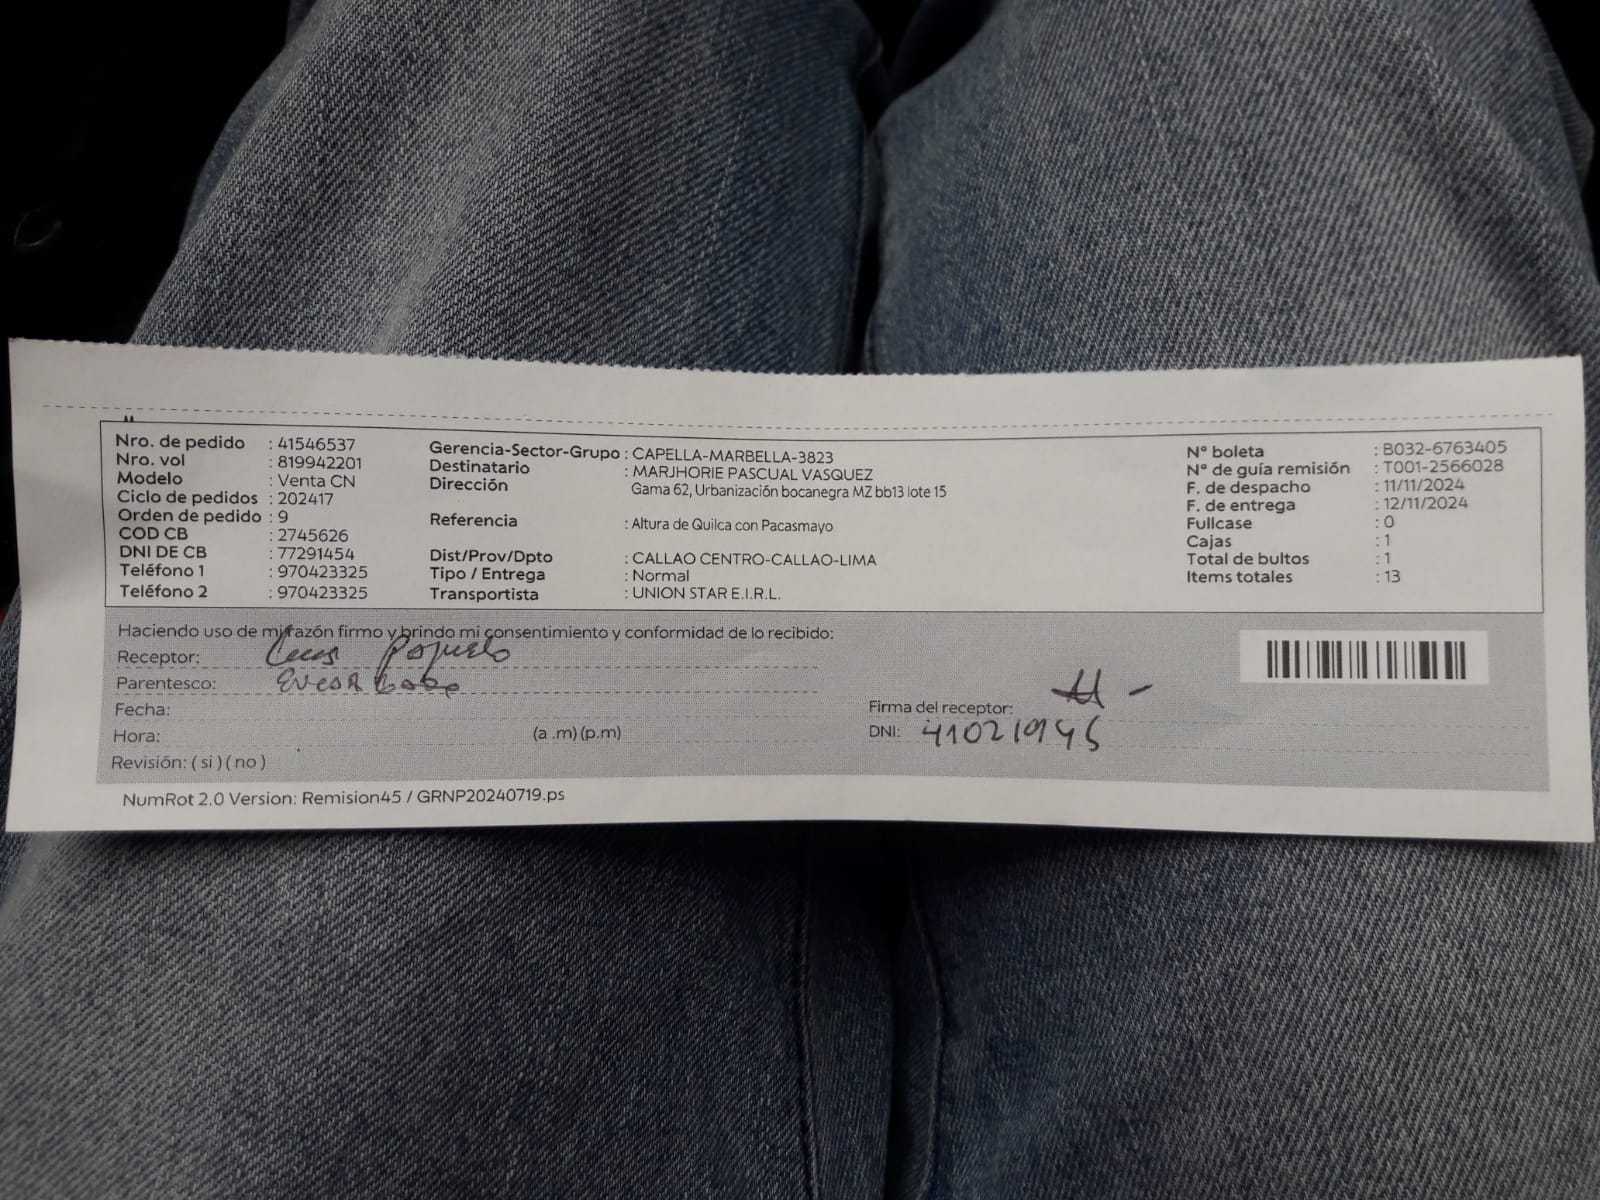 Nro. de pedido : 41546537
Nro. vol : 819942201
Modelo : Venta CN
Ciclo de pedidos : 202417
Orden de pedido : 9
COD CB : 2745626
DNI DE CB : 77291454
Teléfono 1 : 970423325
Teléfono 2 : 970423325
Gerencia-Sector-Grupo : CAPELLA-MARBELLA-3823
Destinatario : MARJHORIE PASCUAL VASQUEZ
Dirección Gama 62, Urbanización bocanegra MZ bb13 lote 15
Referencia : Altura de Quilca con Pacasmayo
Dist/Prov/Dpto : CALLAO CENTRO-CALLAO-LIMA
Tipo / Entrega : Normal
Transportista : UNION STAR E.I.R.L.
Nº boleta : B032-6763405
Nº de guía remisión : T001-2566028
F. de despacho : 11/11/2024
F. de entrega : 12/11/2024
Fullcase : 0
Cajas : 1
Total de bultos : 1
Items totales : 13
Haciendo uso de mi razón firmo y brindo mi consentimiento y conformidad de lo recibido:
Receptor: Luis
Parentesco:
Fecha:
Hora: (a .m) (p.m)
Revisión: ( si ) ( no )
Firma del receptor:
DNI: 410219945
NumRot 2.0 Version: Remision45 / GRNP20240719.ps